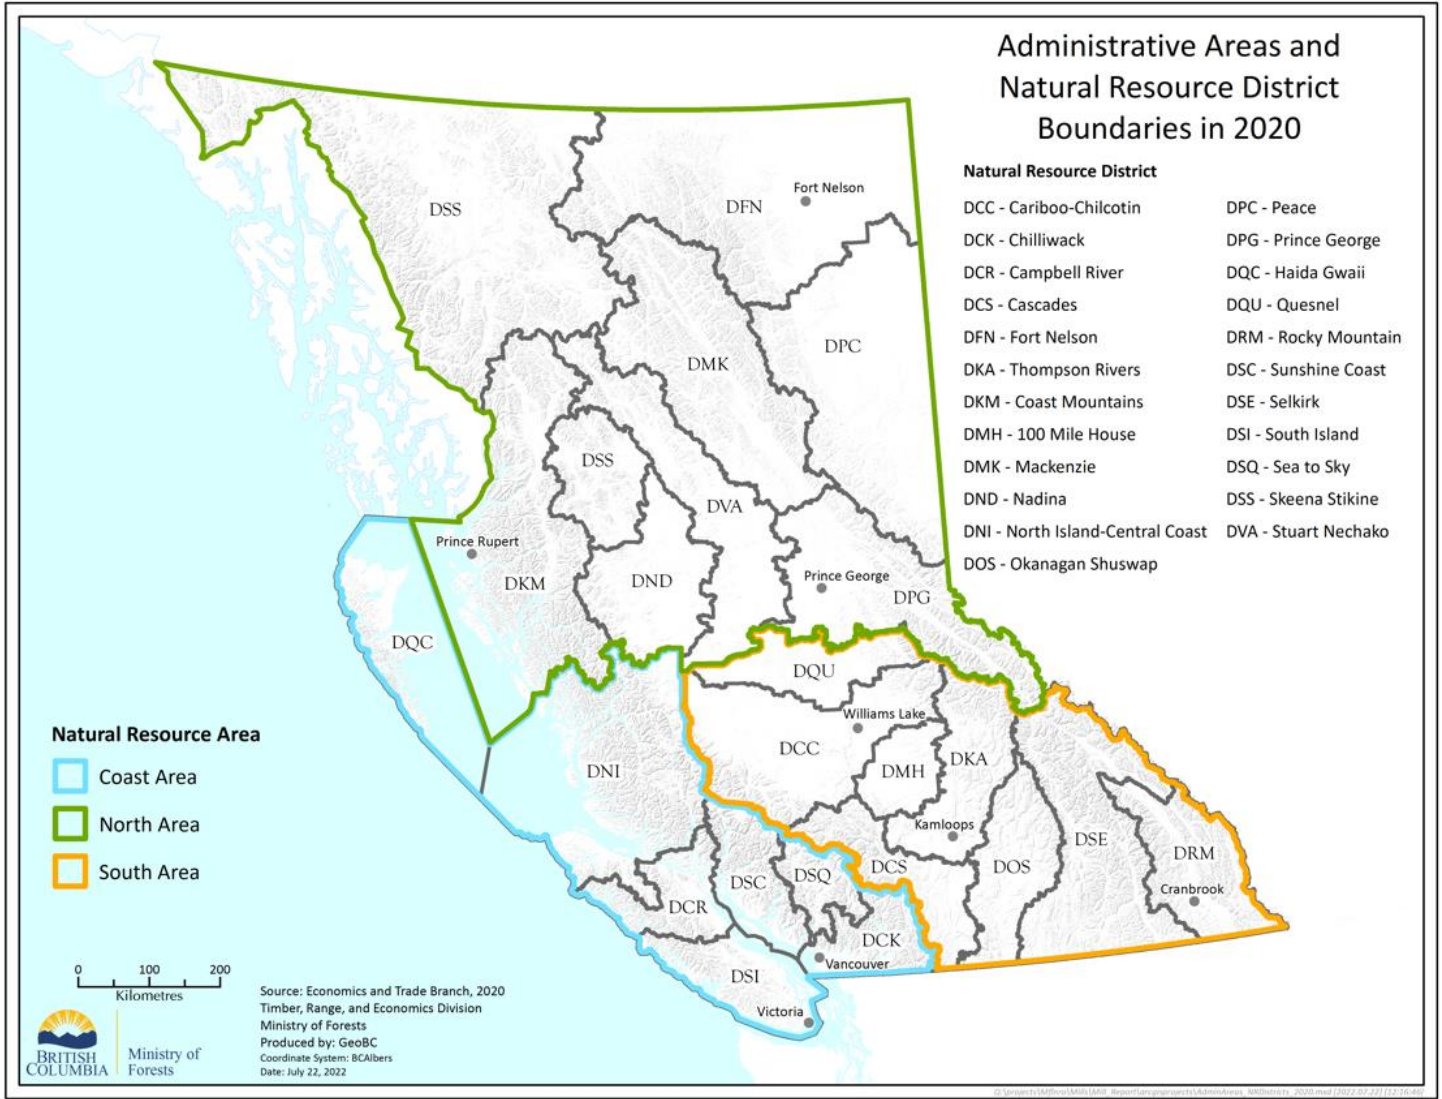 Administrative Areas and
Natural Resource District
Boundaries in 2020
Natural Resource District
DCC - Cariboo-Chilcotin
DCK - Chilliwack
DCR - Campbell River
DCS - Cascades
DFN - Fort Nelson
DKA - Thompson Rivers
DKM - Coast Mountains
DMH - 100 Mile House
DMK - Mackenzie
DND - Nadina
DNI - North Island-Central Coast
DOS - Okanagan Shuswap
DPC - Peace
DPG - Prince George
DQC - Haida Gwaii
DQU - Quesnel
DRM - Rocky Mountain
DSC - Sunshine Coast
DSE - Selkirk
DSI - South Island
DSQ - Sea to Sky
DSS - Skeena Stikine
DVA - Stuart Nechako
Fort Nelson
DSS
DFN
DPC
DMK
DSS
DVA
Prince Rupert
DKM
DND
Prince George
DPG
DQC
DQU
Williams Lake
DCC
DMH
DKA
DNI
Kamloops
DSE
DRM
DCS
DOS
DSC
DSQ
Cranbrook
DCR
DCK
Vancouver
DSI
Victoria
Natural Resource Area
Coast Area
North Area
South Area
0 100 200
Kilometres
BRITISH
COLUMBIA
Ministry of
Forests
Source: Economics and Trade Branch, 2020
Timber, Range, and Economics Division
Ministry of Forests
Produced by: GeoBC
Coordinate System: BCAlbers
Date: July 22, 2022